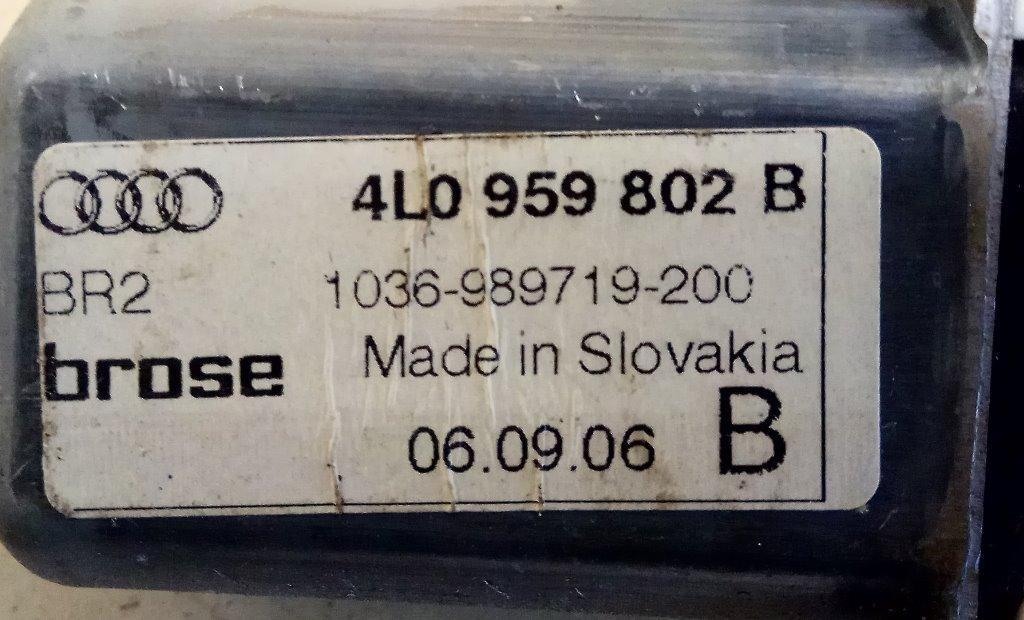 4L0 959 802 B
BR2 1036-989719-200
brose Made in Slovakia
06.09.06 B